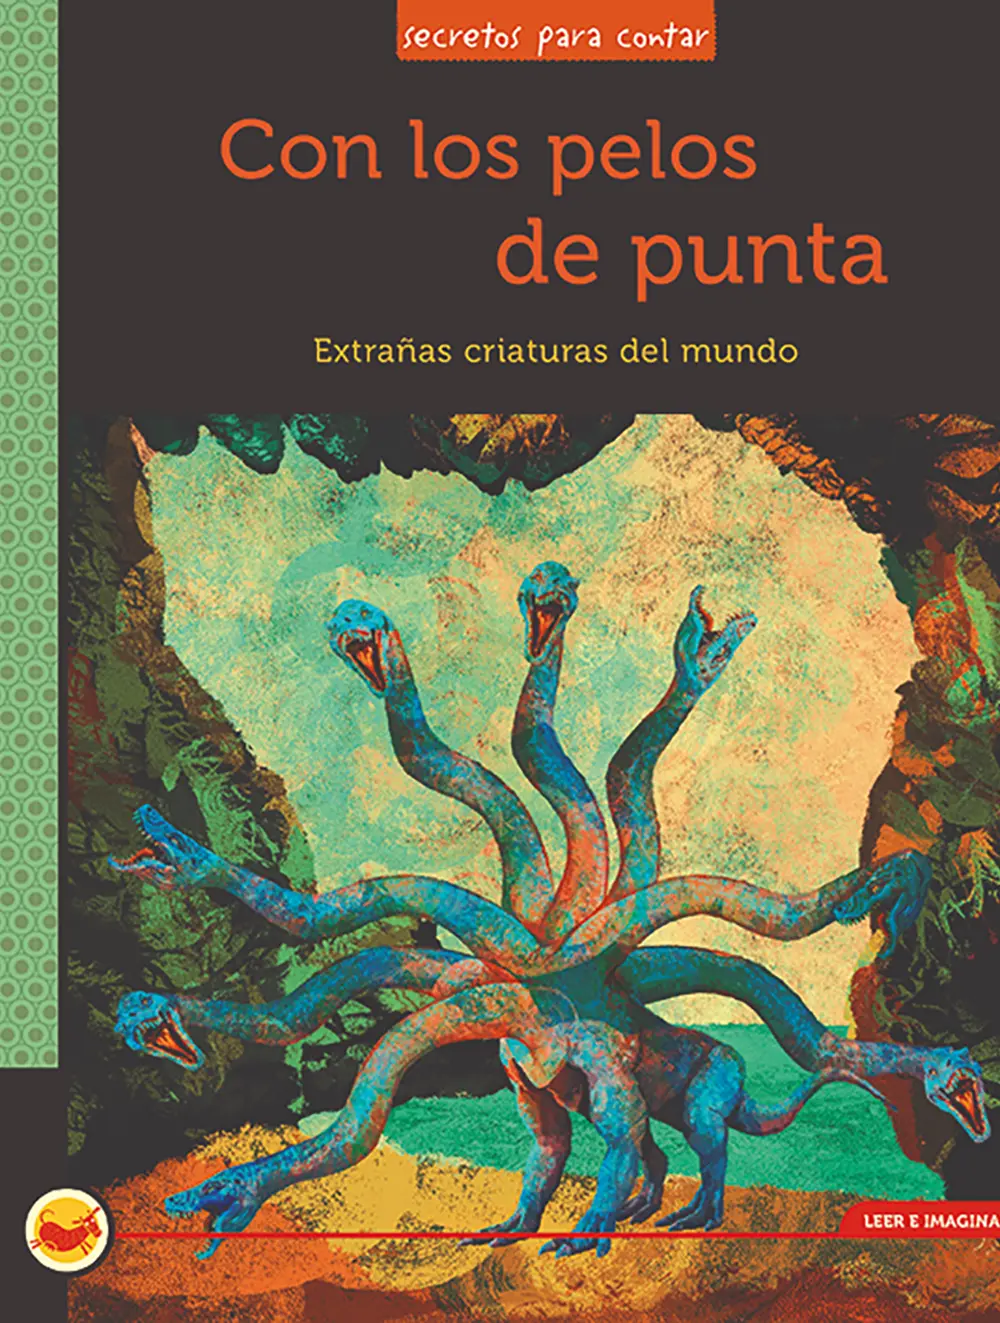 secretos para contar
Con los pelos
de punta
Extrañas criaturas del mundo
LEER E IMAGINA